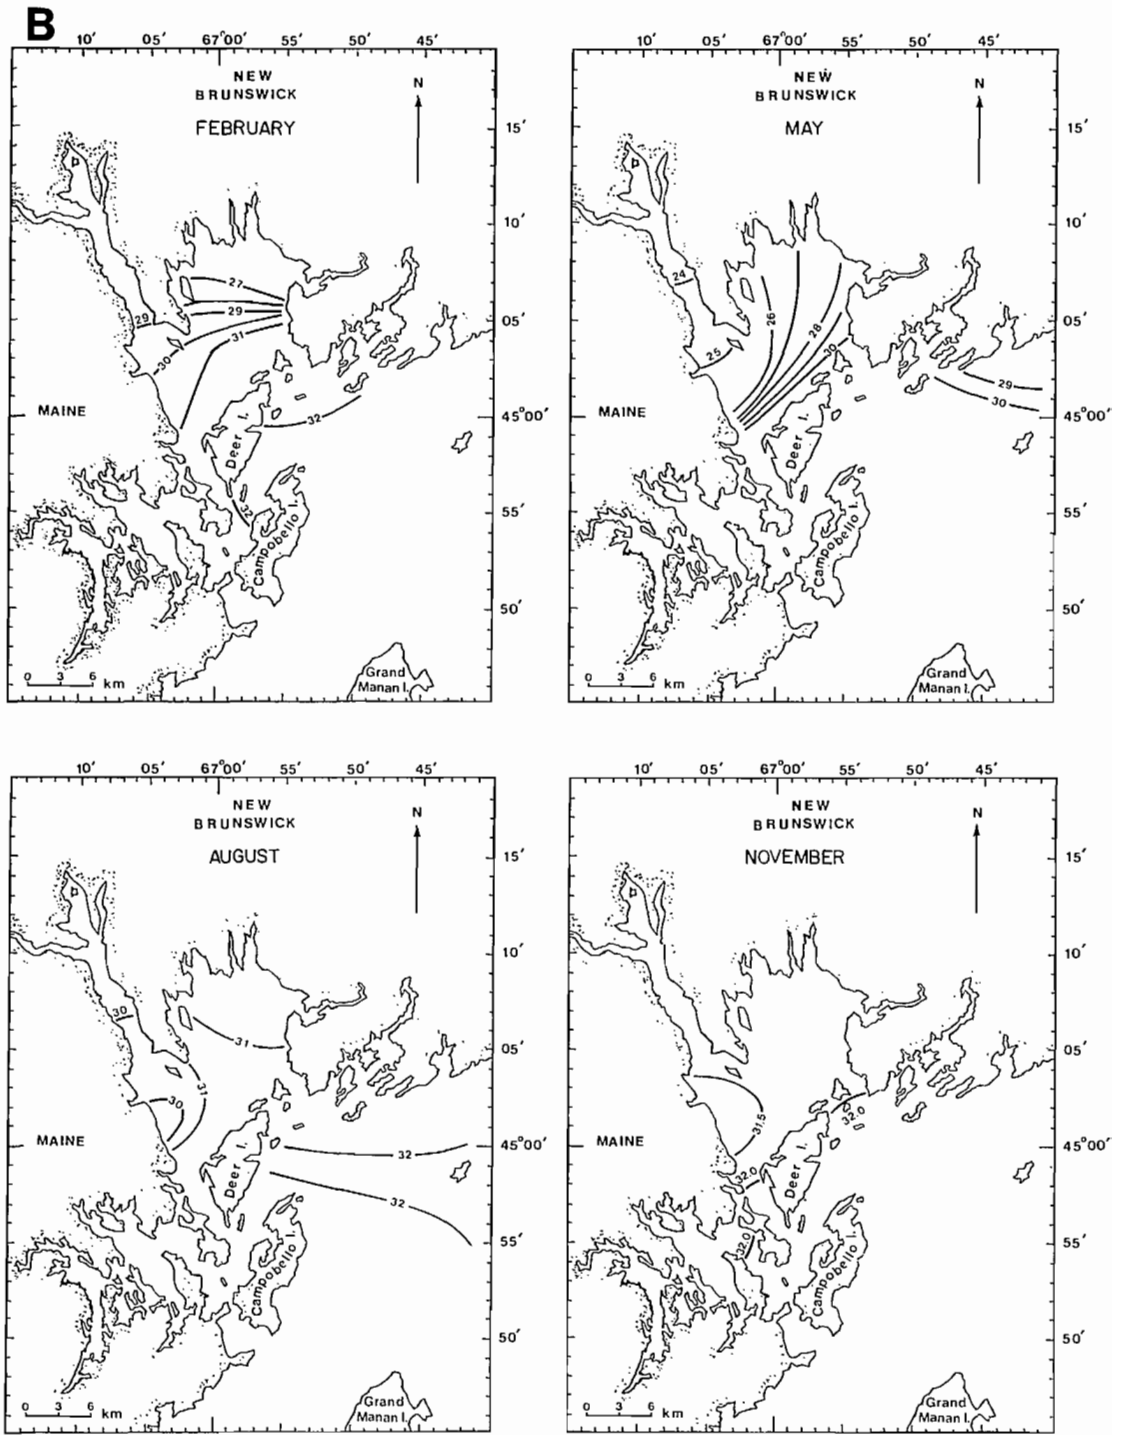 B
10′ 05′ 67°00′ 55′ 50′ 45′
NEW
BRUNSWICK
FEBRUARY
N
15′
10′
05′
45°00′
55′
50′
27
29
29
30
31
32
32
MAINE
Deer I.
Campobello I.
Grand
Manan I.
0 3 6 km
10′ 05′ 67°00′ 55′ 50′ 45′
NEW
BRUNSWICK
MAY
N
15′
10′
05′
45°00′
55′
50′
24
25
26
28
30
29
30
MAINE
Deer I.
Campobello I.
Grand
Manan I.
0 3 6 km
10′ 05′ 67°00′ 55′ 50′ 45′
NEW
BRUNSWICK
AUGUST
N
15′
10′
05′
45°00′
55′
50′
30
31
31
30
32
32
MAINE
Deer I.
Campobello I.
Grand
Manan I.
0 3 6 km
10′ 05′ 67°00′ 55′ 50′ 45′
NEW
BRUNSWICK
NOVEMBER
N
15′
10′
05′
45°00′
55′
50′
31.5
32.0
32.0
32.0
MAINE
Deer I.
Campobello I.
Grand
Manan I.
0 3 6 km